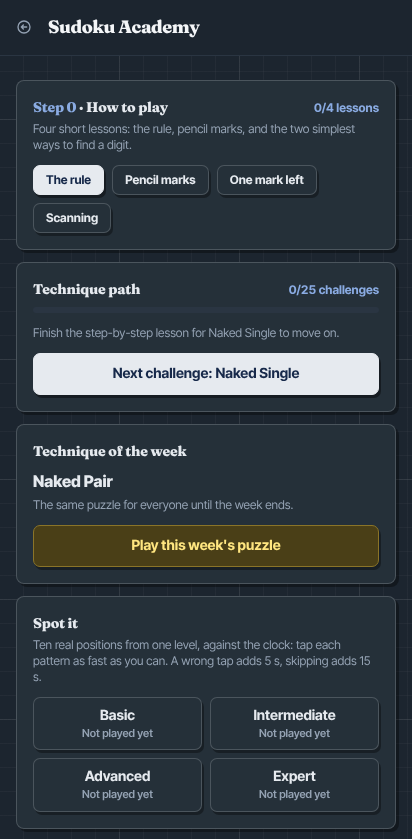 Sudoku Academy
Step 0 · How to play
0/4 lessons
Four short lessons: the rule, pencil marks, and the two simplest
ways to find a digit.
The rule
Pencil marks
One mark left
Scanning
Technique path
0/25 challenges
Finish the step-by-step lesson for Naked Single to move on.
Next challenge: Naked Single
Technique of the week
Naked Pair
The same puzzle for everyone until the week ends.
Play this week's puzzle
Spot it
Ten real positions from one level, against the clock: tap each
pattern as fast as you can. A wrong tap adds 5 s, skipping adds 15
s.
Basic
Not played yet
Intermediate
Not played yet
Advanced
Not played yet
Expert
Not played yet